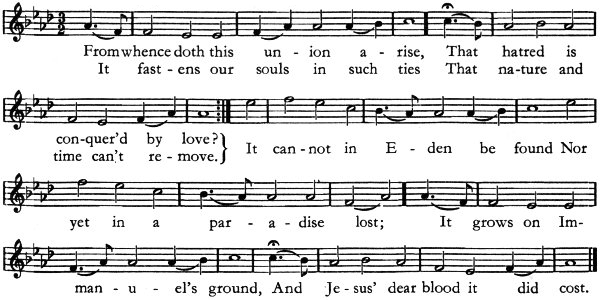 From whence doth this un - ion a - rise, That hatred is
It fast - ens our souls in such ties That na - ture and
con - quer'd by love? } It can - not in E - den be found Nor
time can't re - move.
yet in a par - a - dise lost; It grows on Im-
man - u - el's ground, And Je - sus' dear blood it did cost.